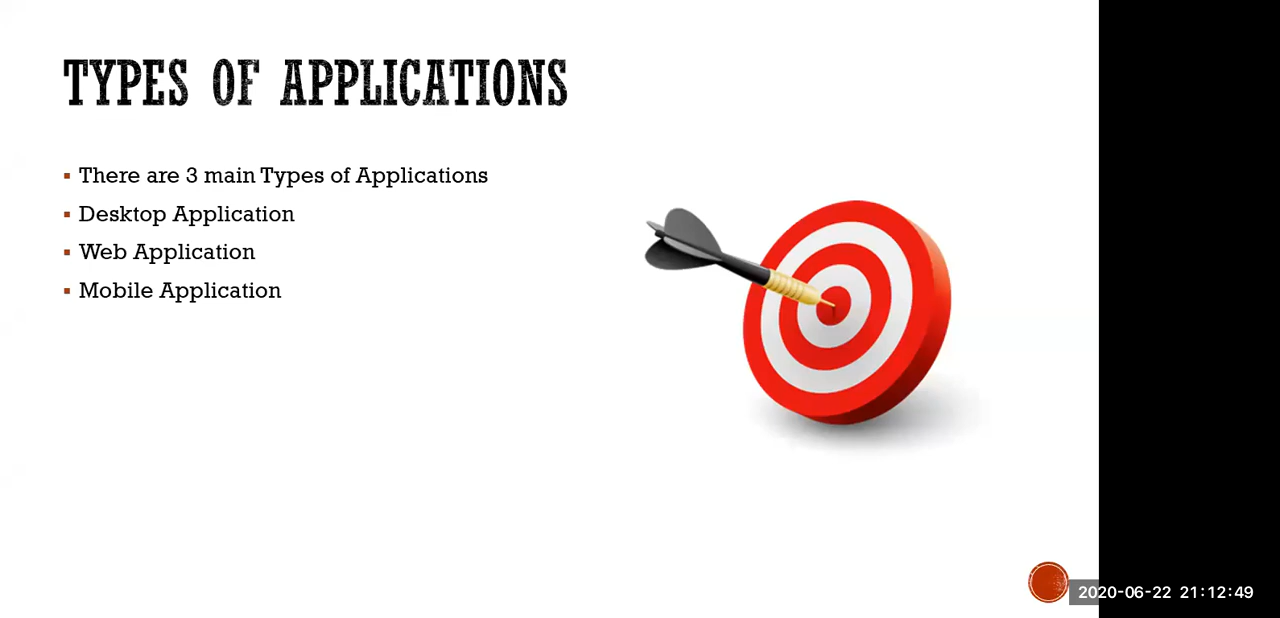 TYPES OF APPLICATIONS
There are 3 main Types of Applications
Desktop Application
Web Application
Mobile Application
2020-06-22 21:12:49